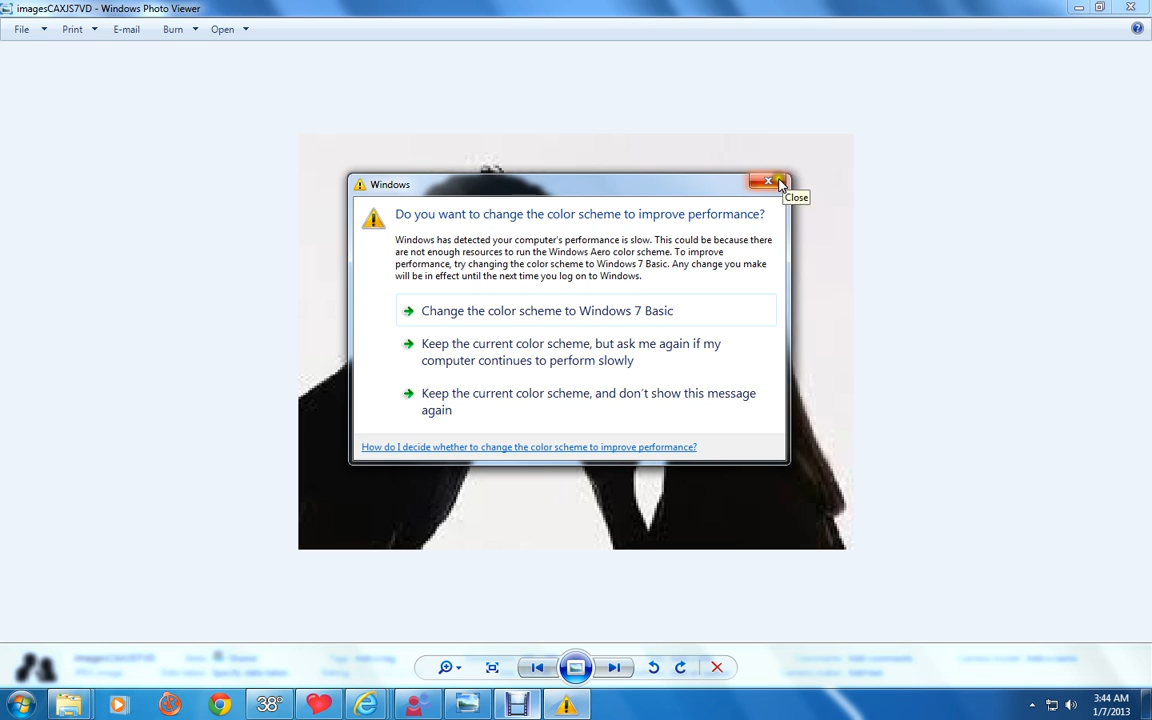 imagesCAXJS7VD - Windows Photo Viewer
File Print E-mail Burn Open
Windows
Close
Do you want to change the color scheme to improve performance?
Windows has detected your computer's performance is slow. This could be because there
are not enough resources to run the Windows Aero color scheme. To improve
performance, try changing the color scheme to Windows 7 Basic. Any change you make
will be in effect until the next time you log on to Windows.
Change the color scheme to Windows 7 Basic
Keep the current color scheme, but ask me again if my
computer continues to perform slowly
Keep the current color scheme, and don't show this message
again
How do I decide whether to change the color scheme to improve performance?
38°
3:44 AM
1/7/2013